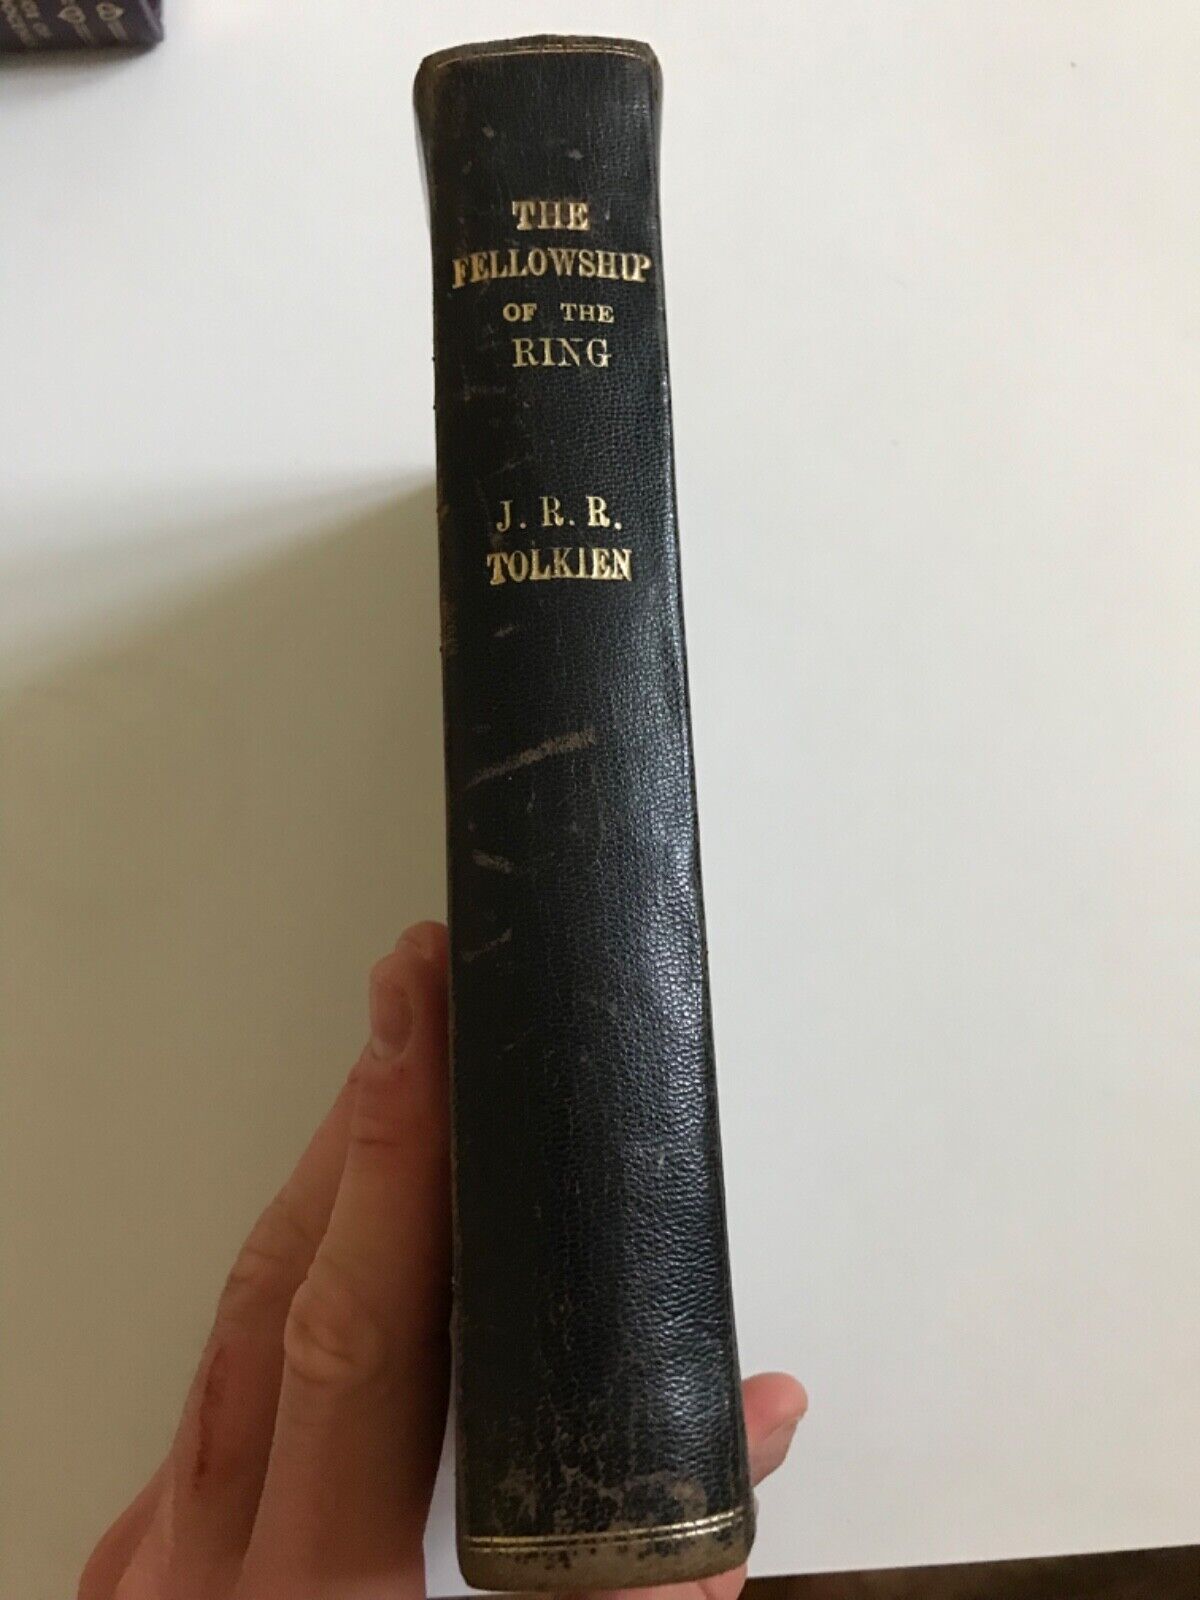 THE
FELLOWSHIP
OF THE
RING
J. R. R.
TOLKIEN